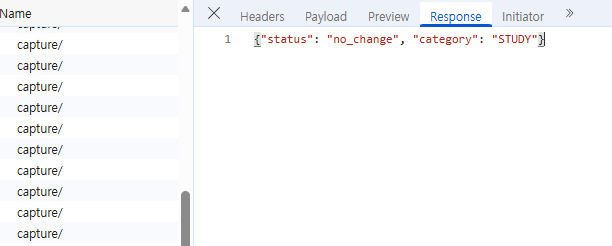 Name
capture/
capture/
capture/
capture/
capture/
capture/
capture/
capture/
capture/
capture/
capture/
Headers Payload Preview Response Initiator
1 {"status": "no_change", "category": "STUDY"}